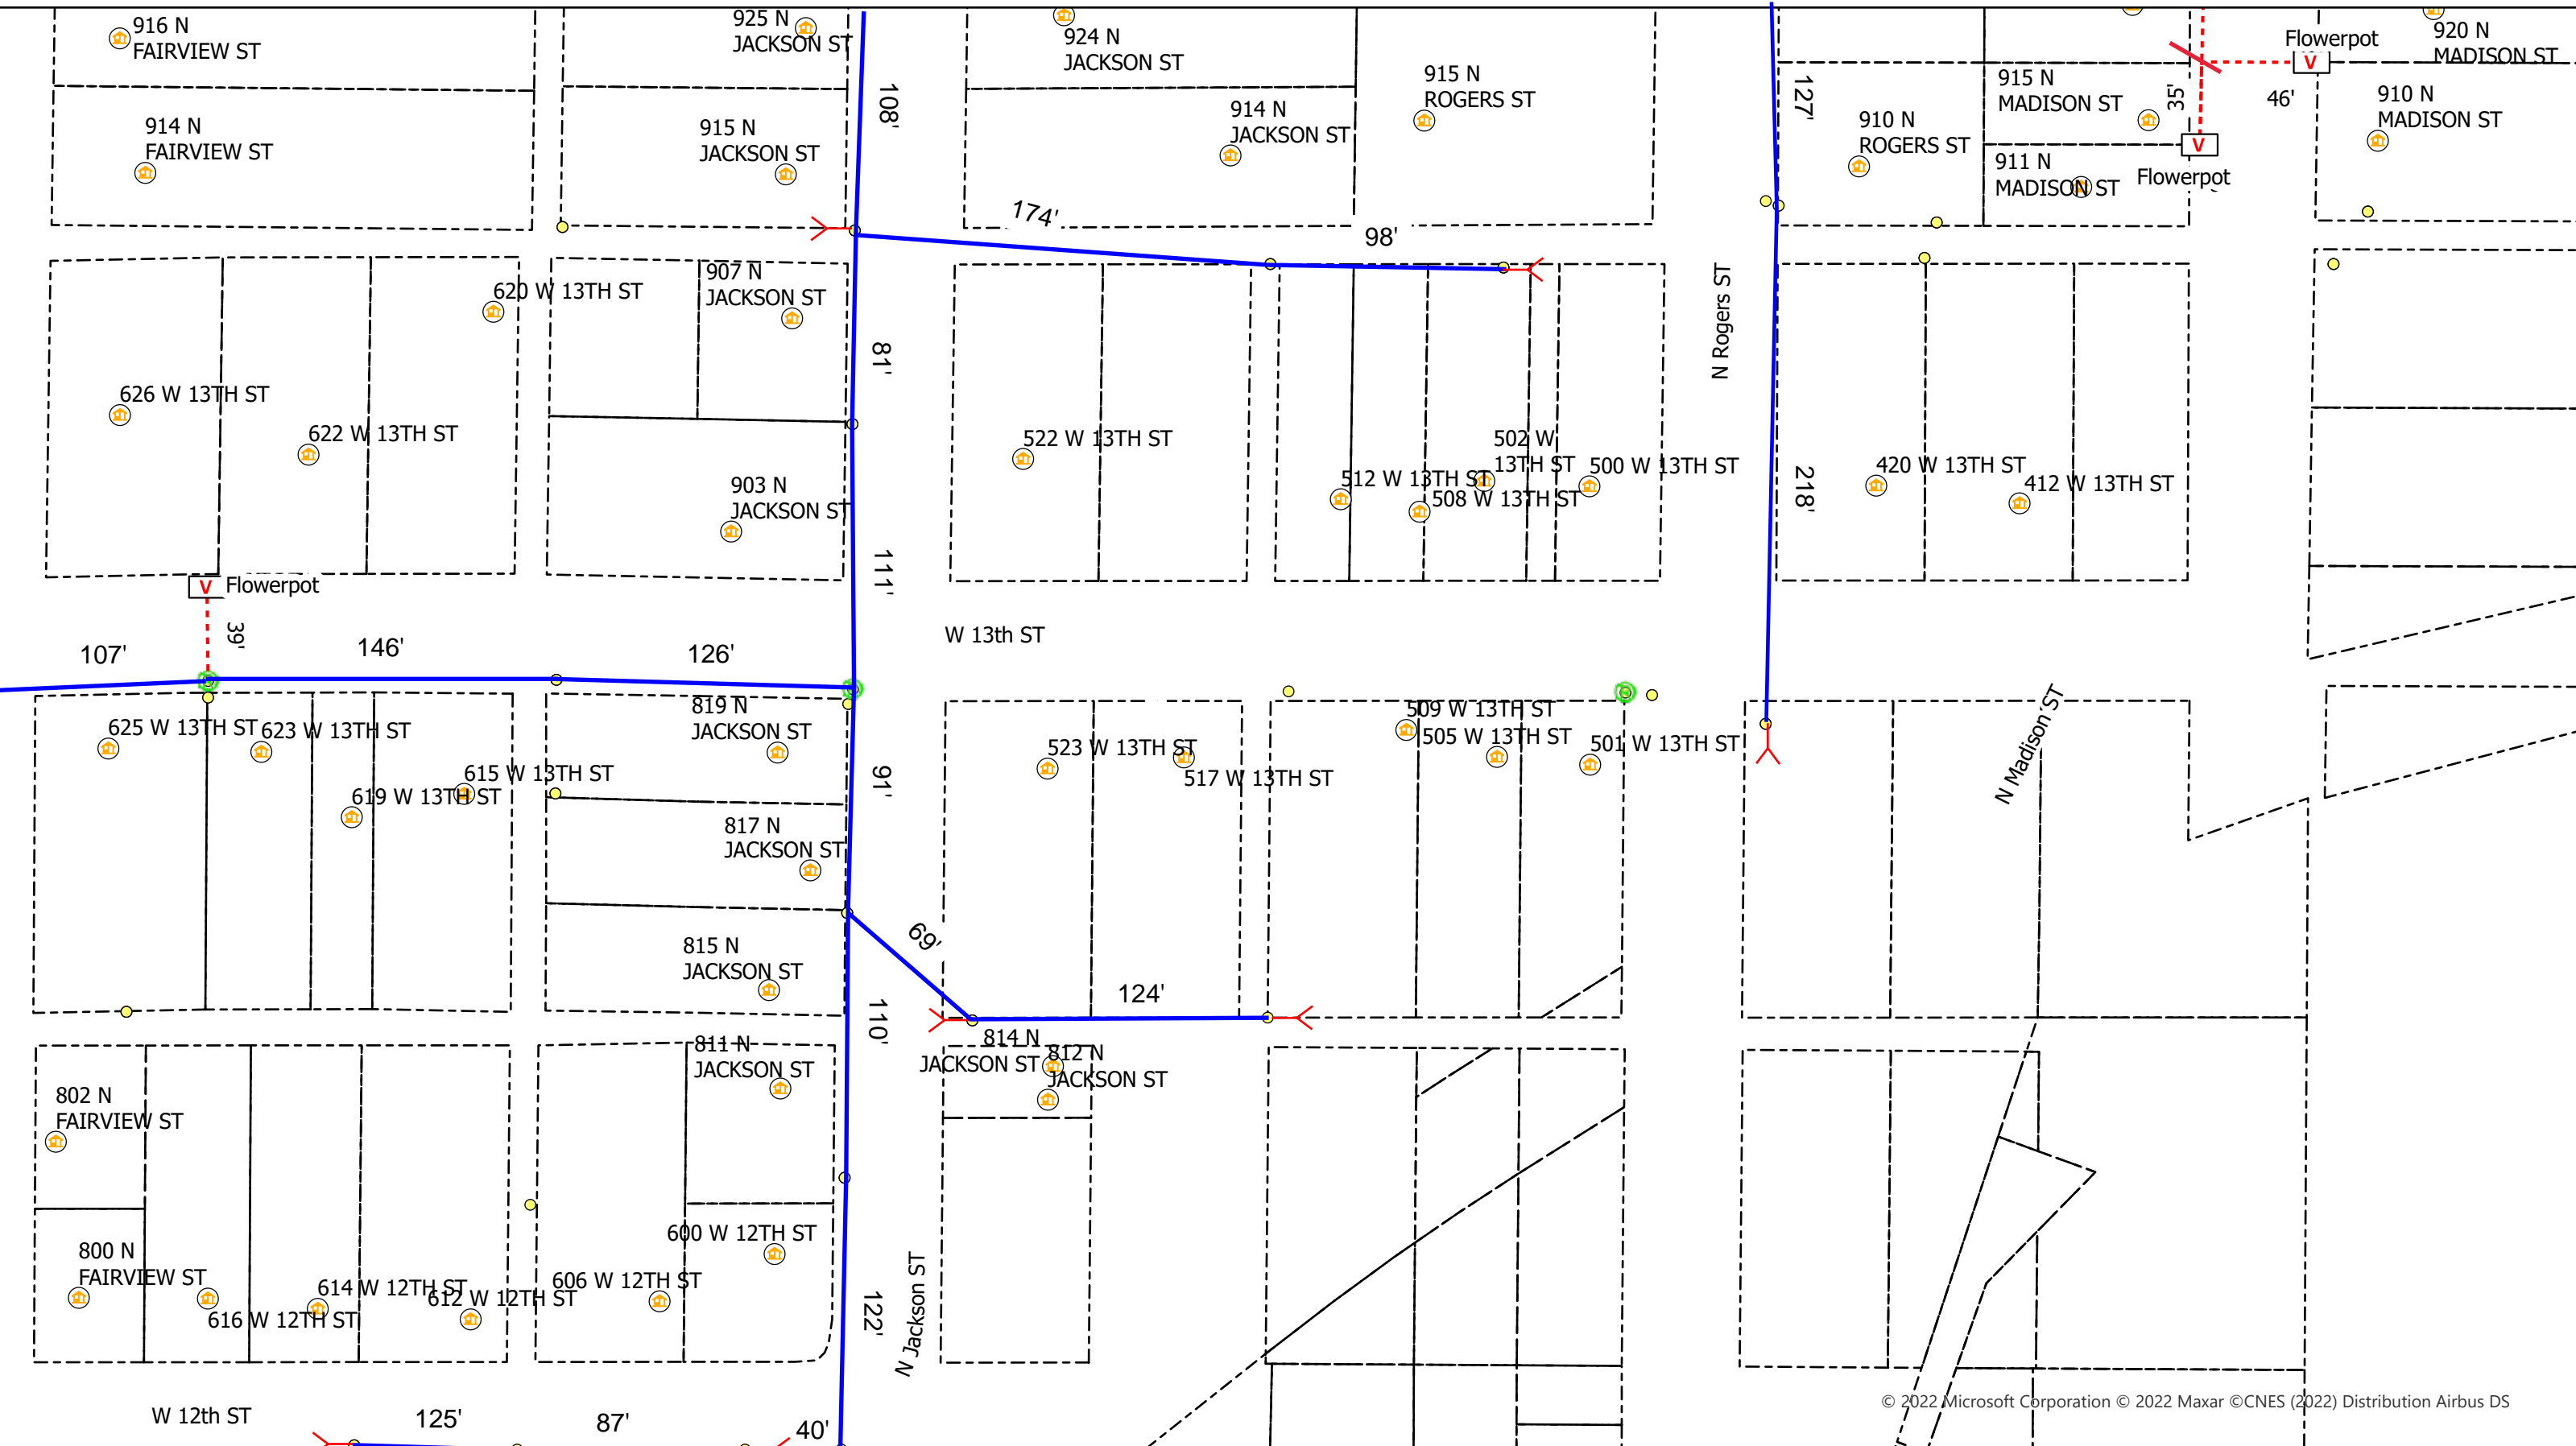 916 N
FAIRVIEW ST
925 N
JACKSON ST
924 N
JACKSON ST
915 N
ROGERS ST
Flowerpot
V
920 N
MADISON ST
914 N
FAIRVIEW ST
915 N
JACKSON ST
108'
914 N
JACKSON ST
127'
910 N
ROGERS ST
915 N
MADISON ST
35'
46'
910 N
MADISON ST
V
911 N
MADISON ST
Flowerpot
174'
98'
620 W 13TH ST
907 N
JACKSON ST
N Rogers ST
81'
626 W 13TH ST
622 W 13TH ST
903 N
JACKSON ST
522 W 13TH ST
502 W
13TH ST
512 W 13TH ST
508 W 13TH ST
500 W 13TH ST
218'
420 W 13TH ST
412 W 13TH ST
V
Flowerpot
111'
39'
107'
146'
126'
W 13th ST
625 W 13TH ST
623 W 13TH ST
819 N
JACKSON ST
509 W 13TH ST
505 W 13TH ST
501 W 13TH ST
N Madison ST
523 W 13TH ST
517 W 13TH ST
615 W 13TH ST
619 W 13TH ST
91'
817 N
JACKSON ST
815 N
JACKSON ST
69'
124'
110'
814 N
JACKSON ST
812 N
JACKSON ST
811 N
JACKSON ST
802 N
FAIRVIEW ST
600 W 12TH ST
800 N
FAIRVIEW ST
616 W 12TH ST
614 W 12TH ST
612 W 12TH ST
606 W 12TH ST
122'
N Jackson ST
W 12th ST
125'
87'
40'
© 2022 Microsoft Corporation © 2022 Maxar ©CNES (2022) Distribution Airbus DS